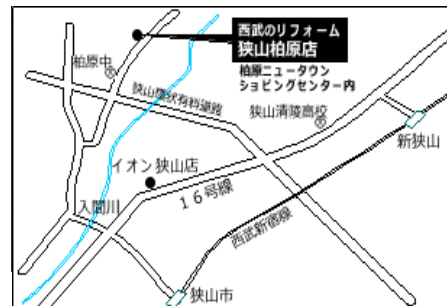 西武のリフォーム
狭山柏原店
柏原ニュータウン
ショピングセンター内
柏原中
狭山環状有料道路
狭山清陵高校
新狭山
イオン狭山店
16号線
入間川
西武新宿線
狭山市